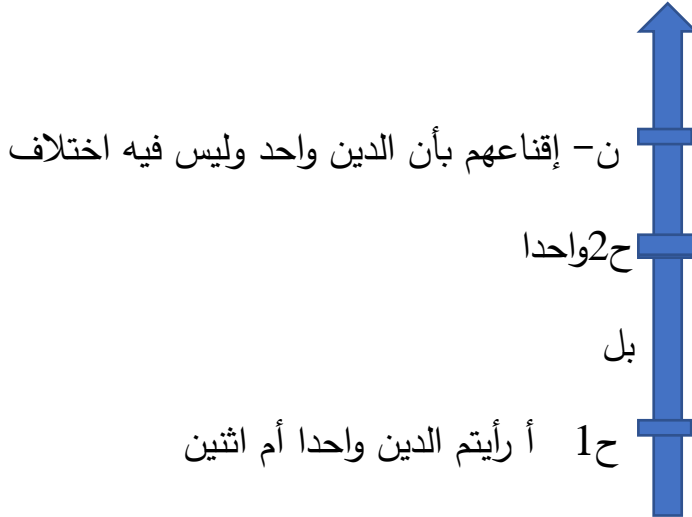 ن- إقناعهم بأن الدين واحد وليس فيه اختلاف
ح2واحدا
بل
ح1 أ رأيتم الدين واحدا أم اثنين